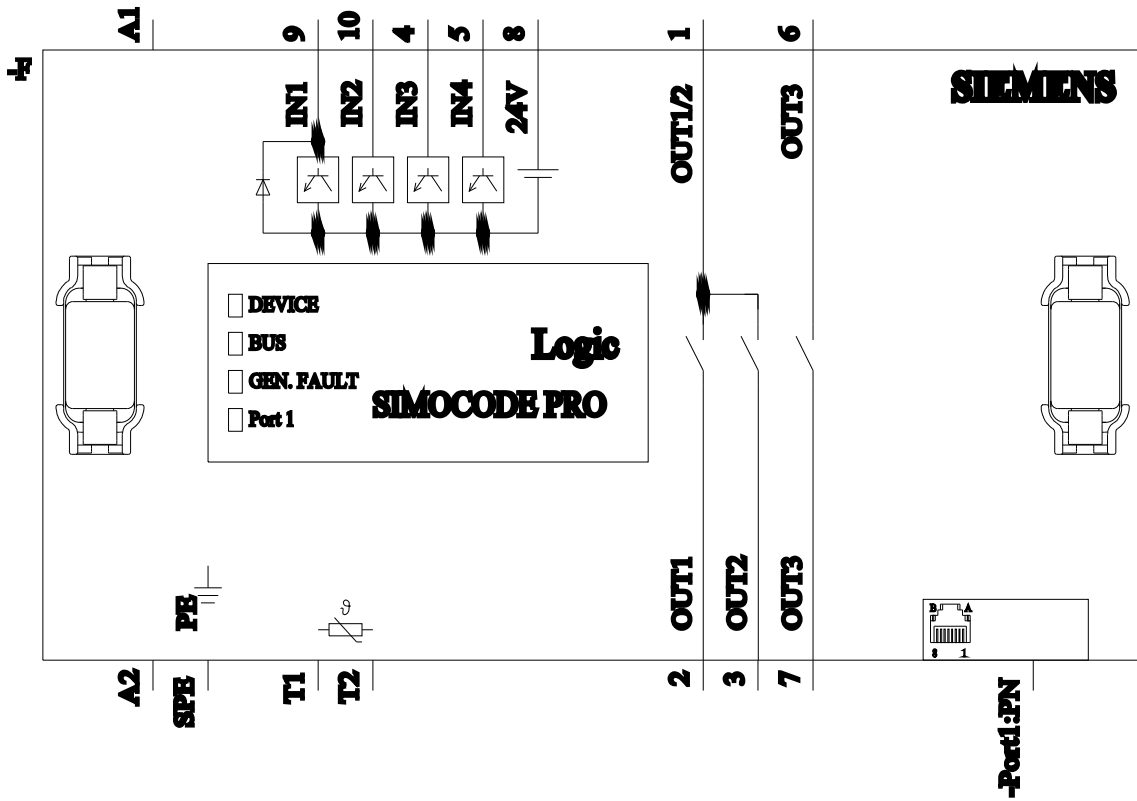 -F
A1
9
10
4
5
8
1
6
IN1
IN2
IN3
IN4
24V
OUT1/2
OUT3
SIEMENS
DEVICE
BUS
GEN. FAULT
Port 1
Logic
SIMOCODE PRO
PE
ϑ
OUT1
OUT2
OUT3
B A
8 1
A2
SPE
T1
T2
2
3
7
-Port1:PN